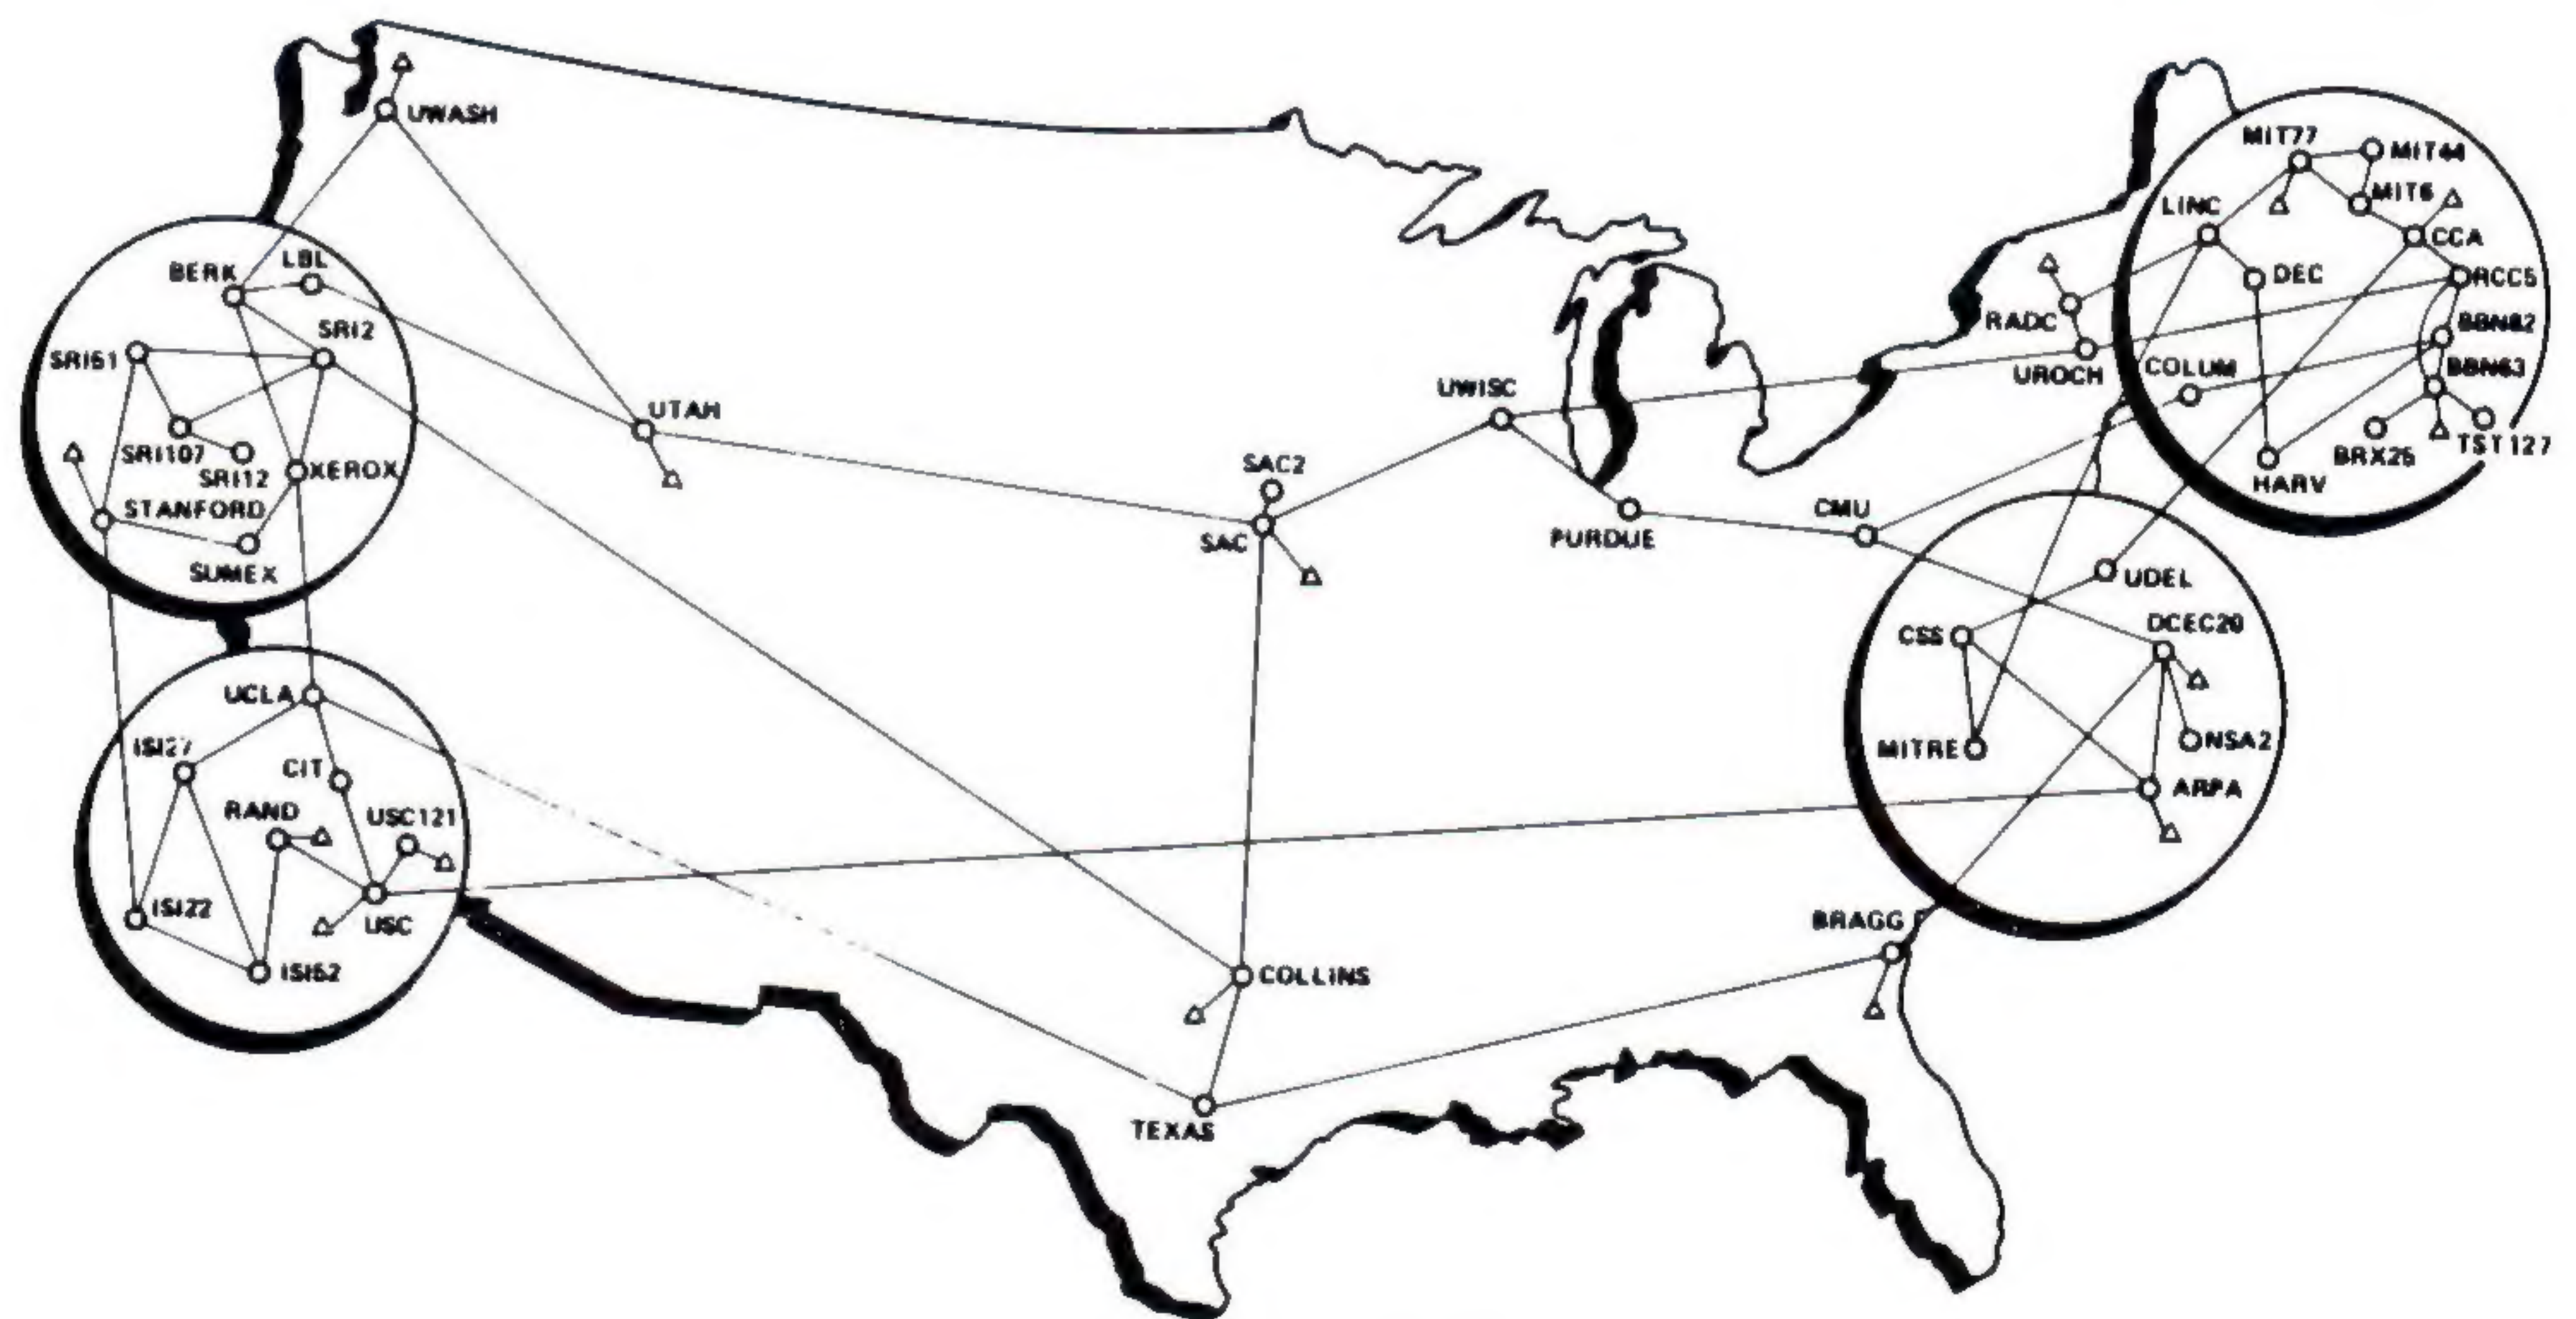 UWASH
MIT77
MIT44
MIT6
LINC
CCA
DEC
RCC5
BERK
LBL
SRI2
RADC
BBN82
SRI51
UROCH
COLUM
BBN63
UTAH
UWISC
SRI107
SRI12
XEROX
BRX25
TST127
HARV
SAC2
STANFORD
SAC
PURDUE
CMU
SUMEX
UDEL
CSS
DCEC20
UCLA
ISI27
CIT
MITRE
NSA2
RAND
USC121
ARPA
ISI22
USC
BRAGG
ISI52
COLLINS
TEXAS